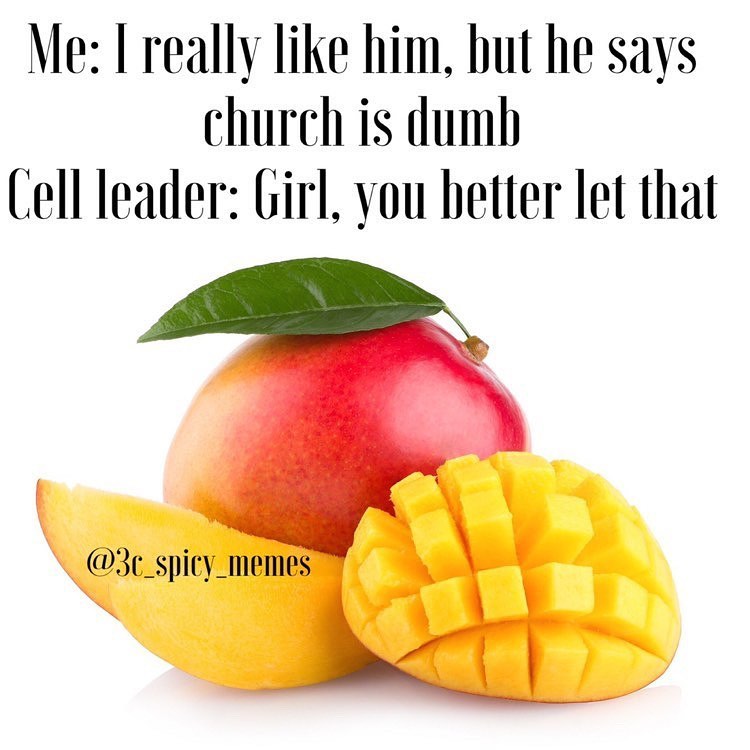 Me: I really like him, but he says
church is dumb
Cell leader: Girl, you better let that
@3c_spicy_memes